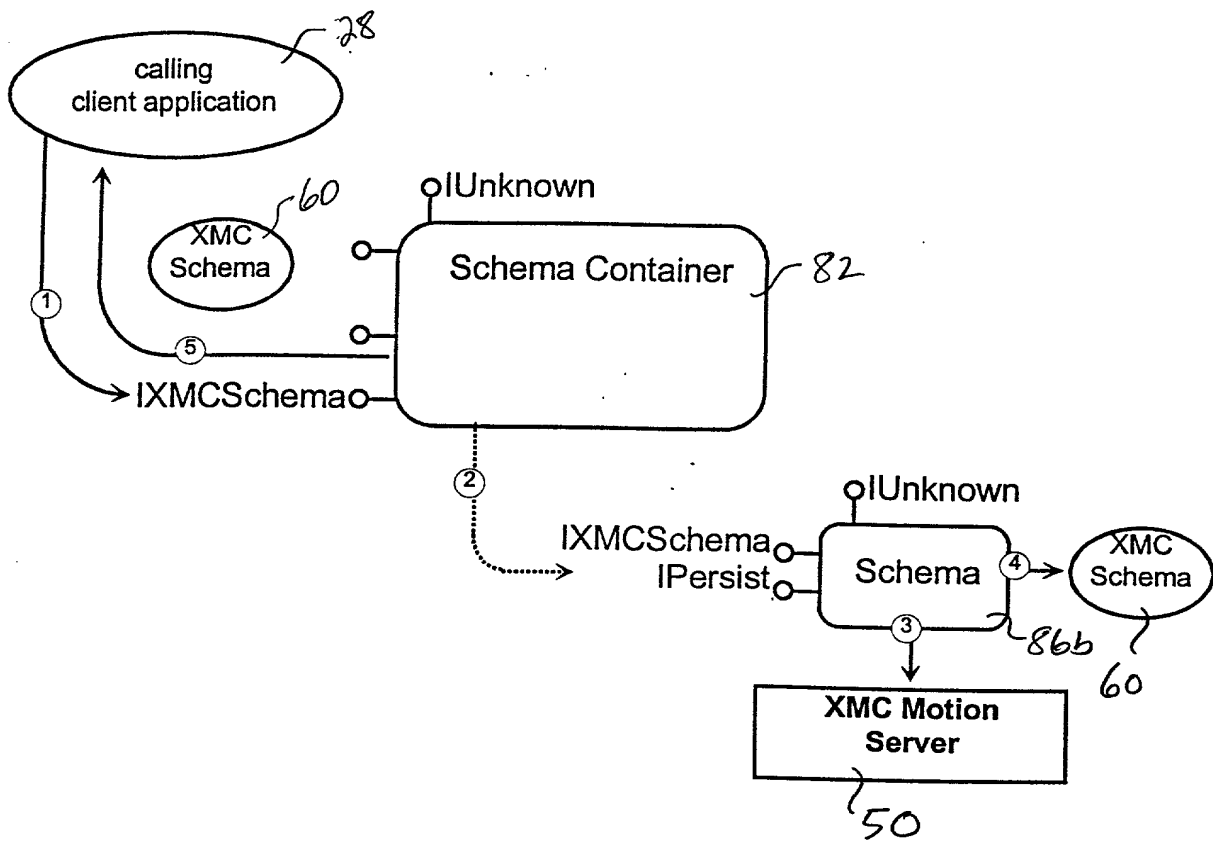 28
calling
client application
60
XMC
Schema
IUnknown
Schema Container
82
1
5
IXMCSchema
2
IUnknown
IXMCSchema
IPersist
Schema
4
XMC
Schema
3
86b
60
XMC Motion
Server
50